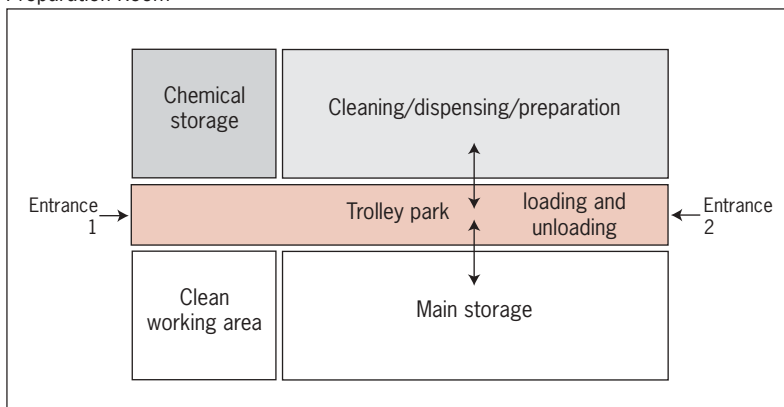 Preparation Room
Chemical
storage
Cleaning/dispensing/preparation
Entrance
1
Trolley park
loading and
unloading
Entrance
2
Clean
working area
Main storage